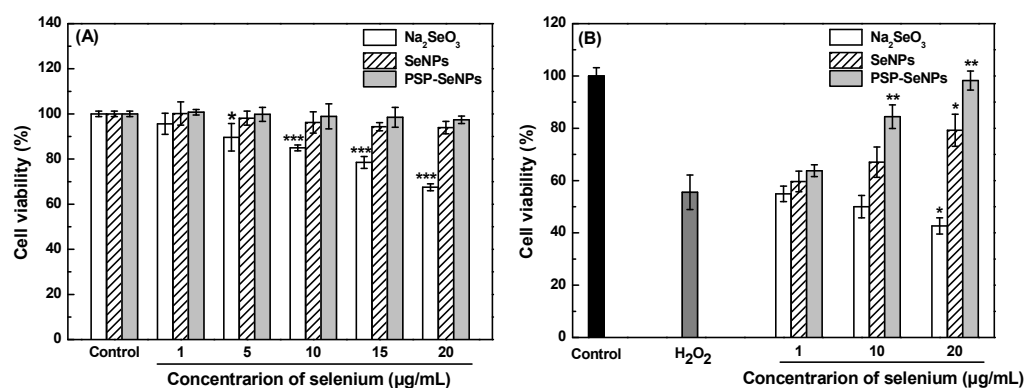 (A)
Na₂SeO₃
SeNPs
PSP-SeNPs
140
120
100
80
60
40
20
0
Cell viability (%)
*
***
***
***
Control 1 5 10 15 20
Concentrarion of selenium (µg/mL)
(B)
Na₂SeO₃
SeNPs
PSP-SeNPs
120
100
80
60
40
20
0
Cell viability (%)
**
*
**
*
Control H₂O₂ 1 10 20
Concentrarion of selenium (µg/mL)